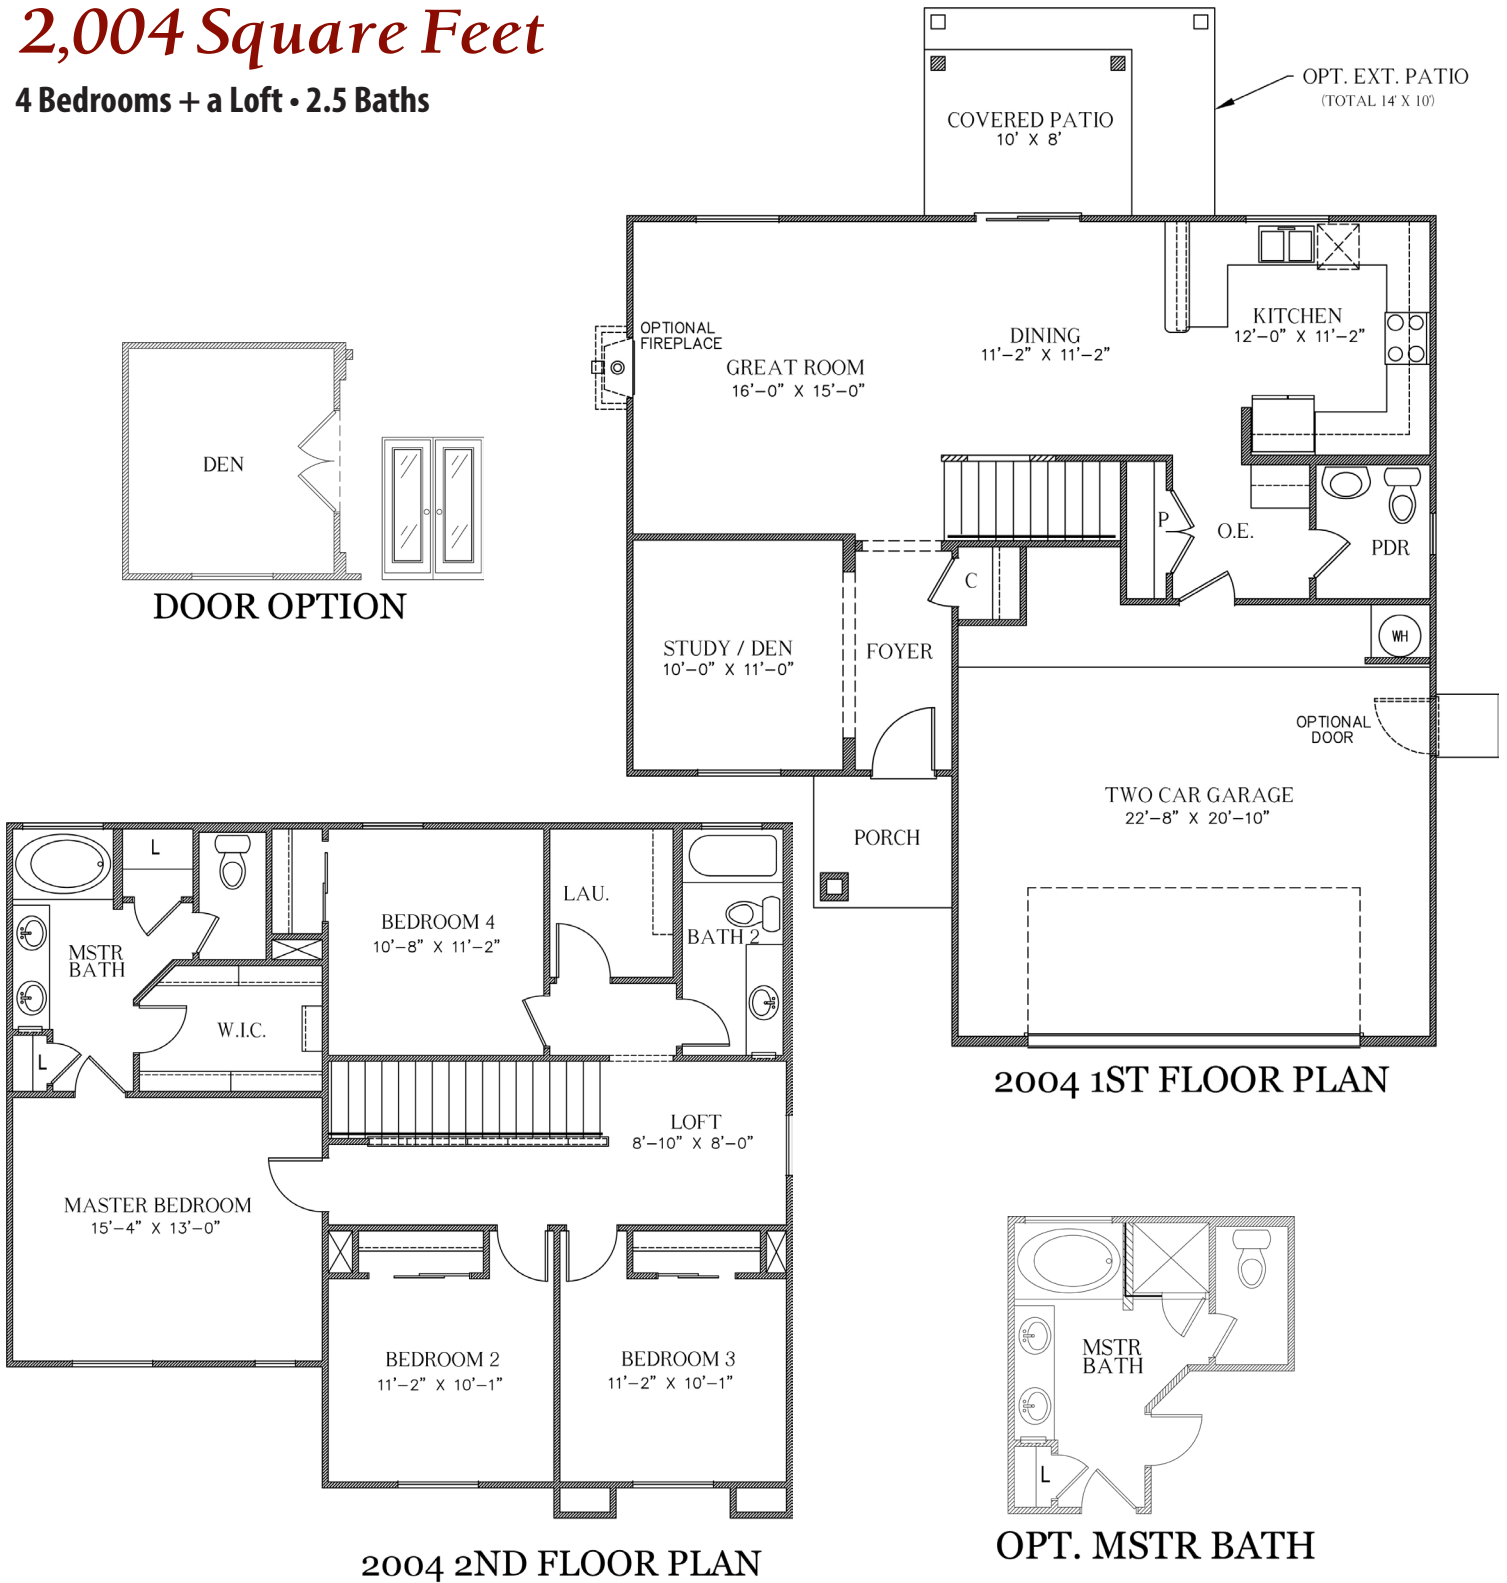 2,004 Square Feet
4 Bedrooms + a Loft • 2.5 Baths
OPT. EXT. PATIO
(TOTAL 14' X 10')
COVERED PATIO
10' X 8'
OPTIONAL
FIREPLACE
GREAT ROOM
16'-0" X 15'-0"
DINING
11'-2" X 11'-2"
KITCHEN
12'-0" X 11'-2"
P
O.E.
PDR
C
STUDY / DEN
10'-0" X 11'-0"
FOYER
WH
OPTIONAL
DOOR
TWO CAR GARAGE
22'-8" X 20'-10"
PORCH
2004 1ST FLOOR PLAN
DEN
DOOR OPTION
L
MSTR
BATH
BEDROOM 4
10'-8" X 11'-2"
LAU.
BATH 2
W.I.C.
L
LOFT
8'-10" X 8'-0"
MASTER BEDROOM
15'-4" X 13'-0"
BEDROOM 2
11'-2" X 10'-1"
BEDROOM 3
11'-2" X 10'-1"
2004 2ND FLOOR PLAN
MSTR
BATH
L
OPT. MSTR BATH